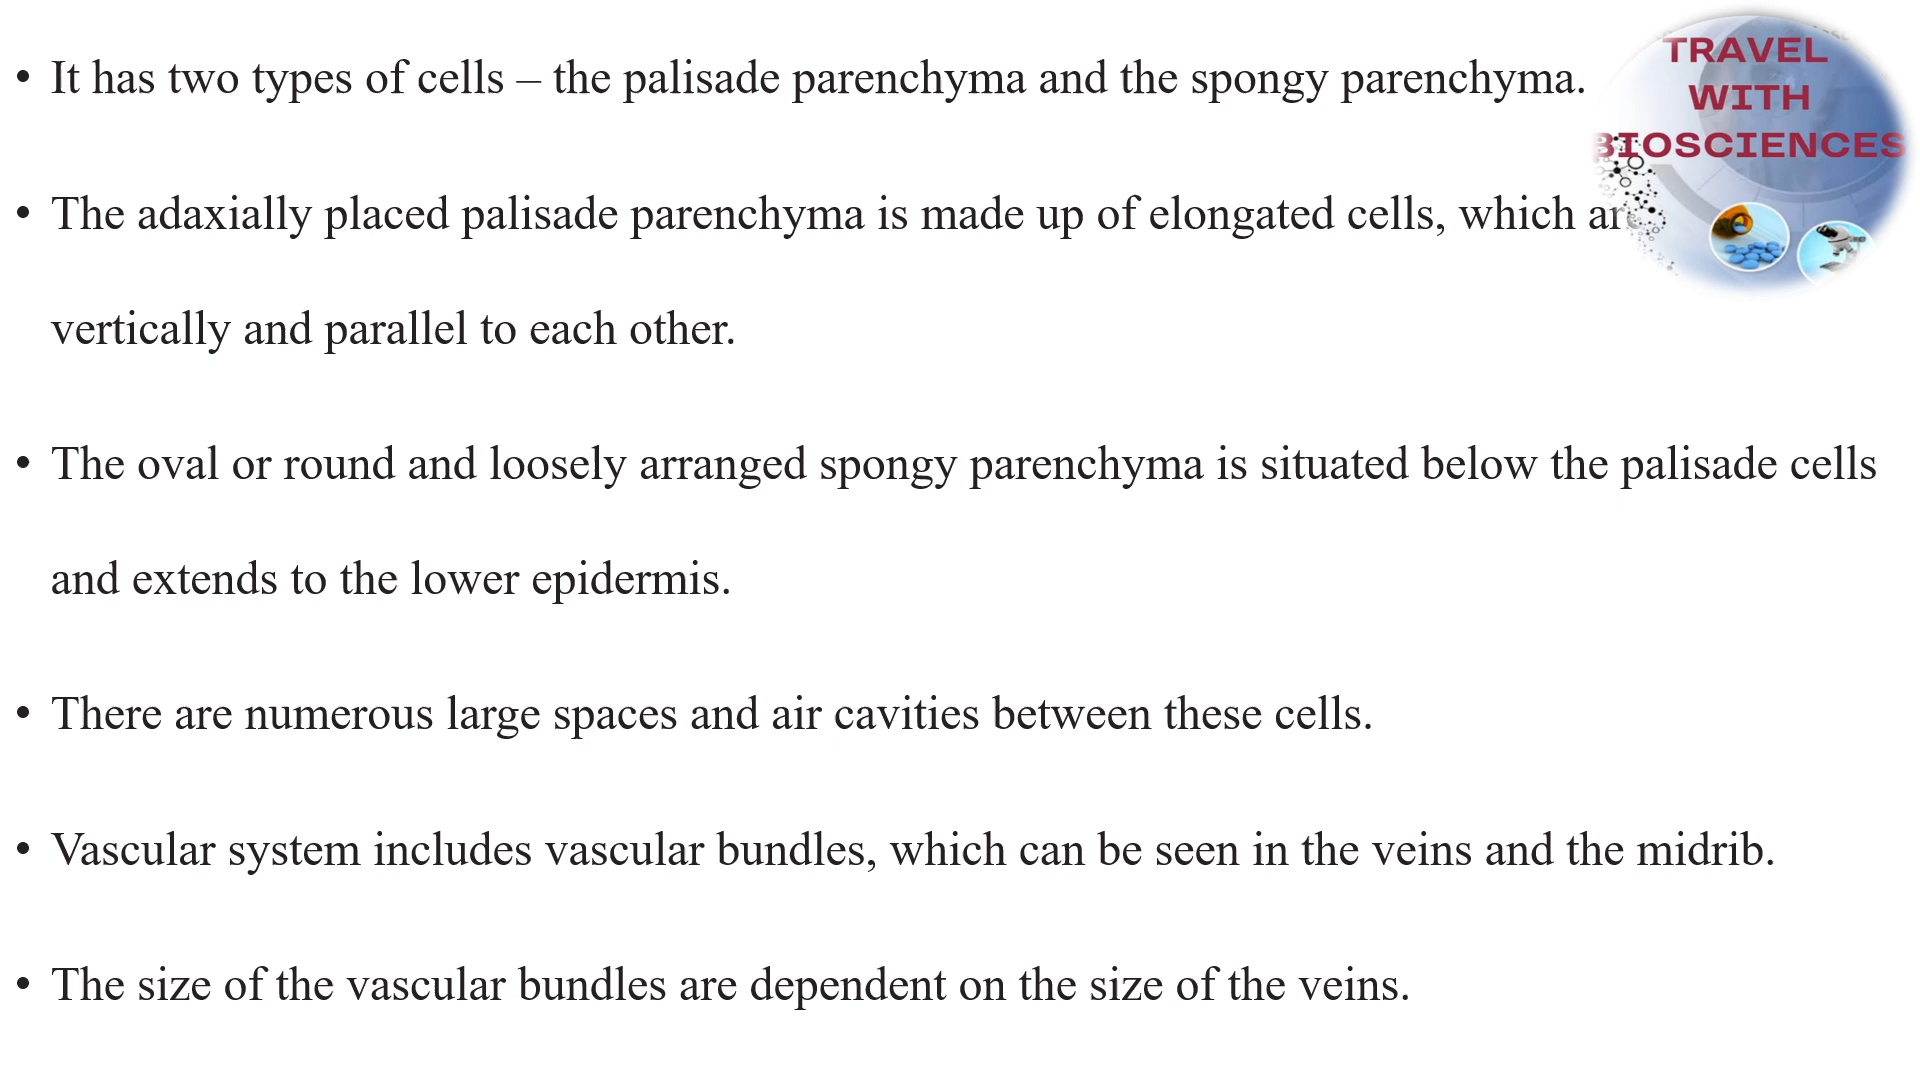 • It has two types of cells – the palisade parenchyma and the spongy parenchyma.
TRAVEL
WITH
BIOSCIENCES
• The adaxially placed palisade parenchyma is made up of elongated cells, which are
vertically and parallel to each other.
• The oval or round and loosely arranged spongy parenchyma is situated below the palisade cells
and extends to the lower epidermis.
• There are numerous large spaces and air cavities between these cells.
• Vascular system includes vascular bundles, which can be seen in the veins and the midrib.
• The size of the vascular bundles are dependent on the size of the veins.